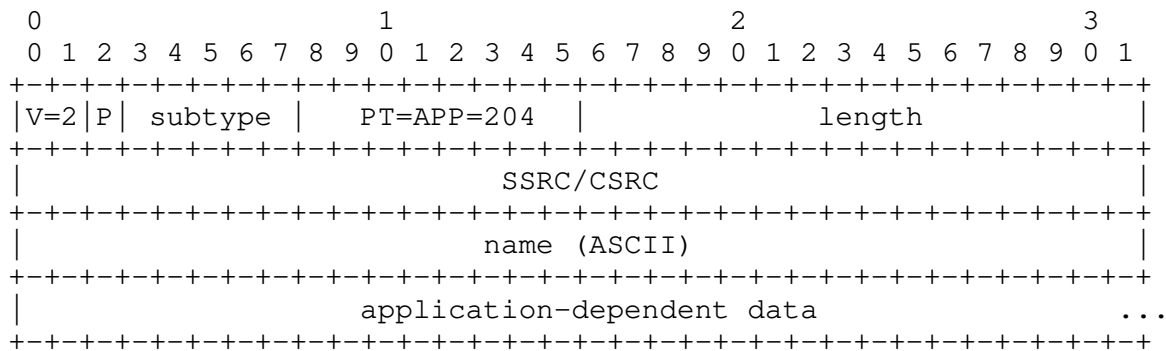 0                   1                   2                   3
 0 1 2 3 4 5 6 7 8 9 0 1 2 3 4 5 6 7 8 9 0 1 2 3 4 5 6 7 8 9 0 1
+-+-+-+-+-+-+-+-+-+-+-+-+-+-+-+-+-+-+-+-+-+-+-+-+-+-+-+-+-+-+-+-+
|V=2|P| subtype |   PT=APP=204  |             length            |
+-+-+-+-+-+-+-+-+-+-+-+-+-+-+-+-+-+-+-+-+-+-+-+-+-+-+-+-+-+-+-+-+
|                           SSRC/CSRC                           |
+-+-+-+-+-+-+-+-+-+-+-+-+-+-+-+-+-+-+-+-+-+-+-+-+-+-+-+-+-+-+-+-+
|                          name (ASCII)                         |
+-+-+-+-+-+-+-+-+-+-+-+-+-+-+-+-+-+-+-+-+-+-+-+-+-+-+-+-+-+-+-+-+
|                   application-dependent data                ...
+-+-+-+-+-+-+-+-+-+-+-+-+-+-+-+-+-+-+-+-+-+-+-+-+-+-+-+-+-+-+-+-+